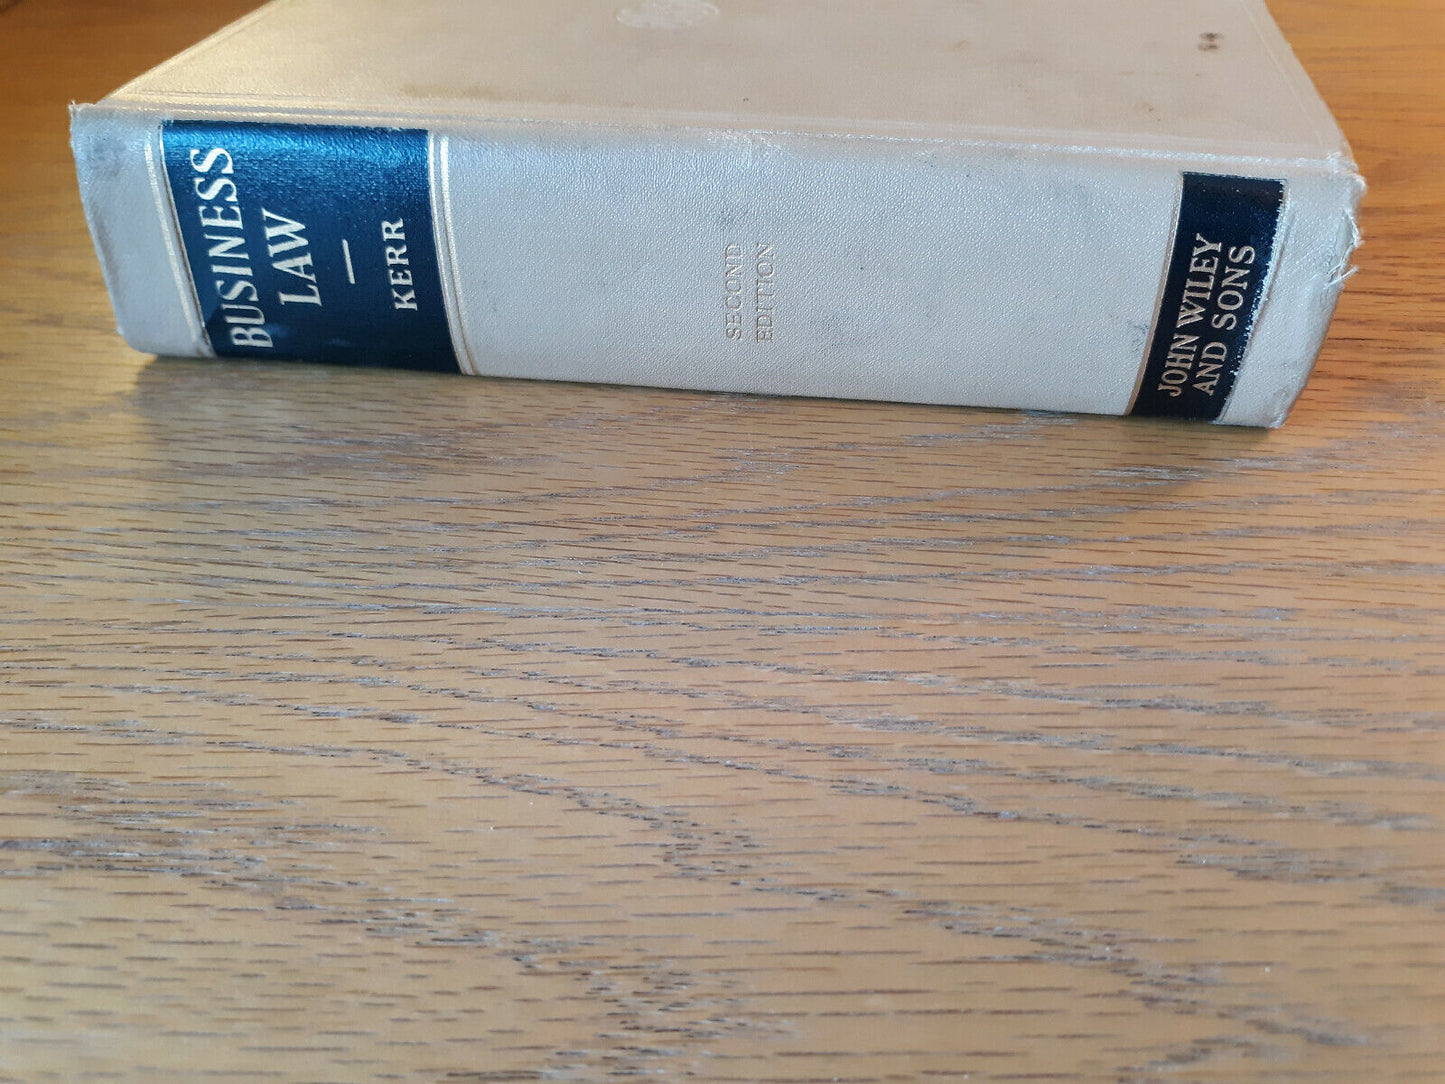 BUSINESS
LAW
KERR
SECOND
EDITION
JOHN WILEY
AND SONS